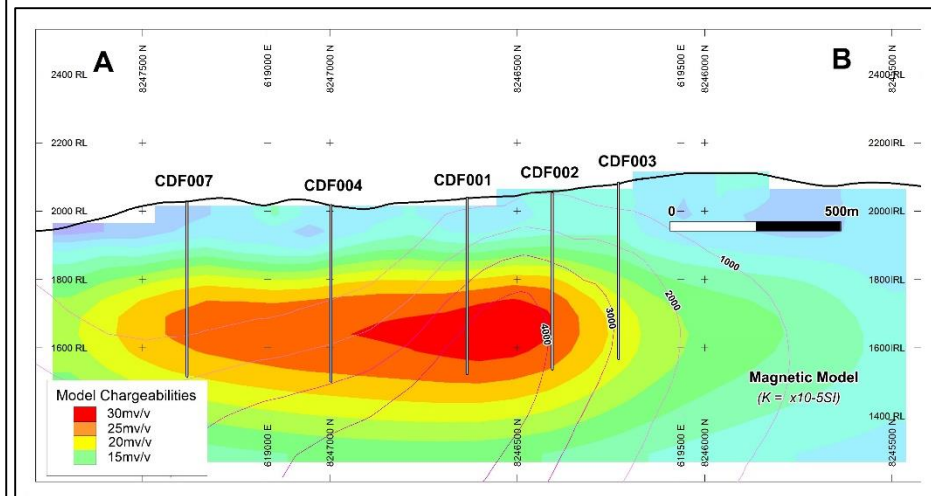 8247500 N
619000 E
8247000 N
8246500 N
619500 E
8246000 N
8245500 N
A
B
2400 RL
2400 RL
2200 RL
2200 RL
CDF007
CDF004
CDF001
CDF002
CDF003
2000 RL
2000 RL
0
500m
1800 RL
1800 RL
1000
2000
3000
4000
1600 RL
1600 RL
Magnetic Model
(K = x10-5SI)
Model Chargeabilities
30mv/v
25mv/v
20mv/v
15mv/v
1400 RL
619000 E
8247000 N
8246500 N
619500 E
8246000 N
8245500 N